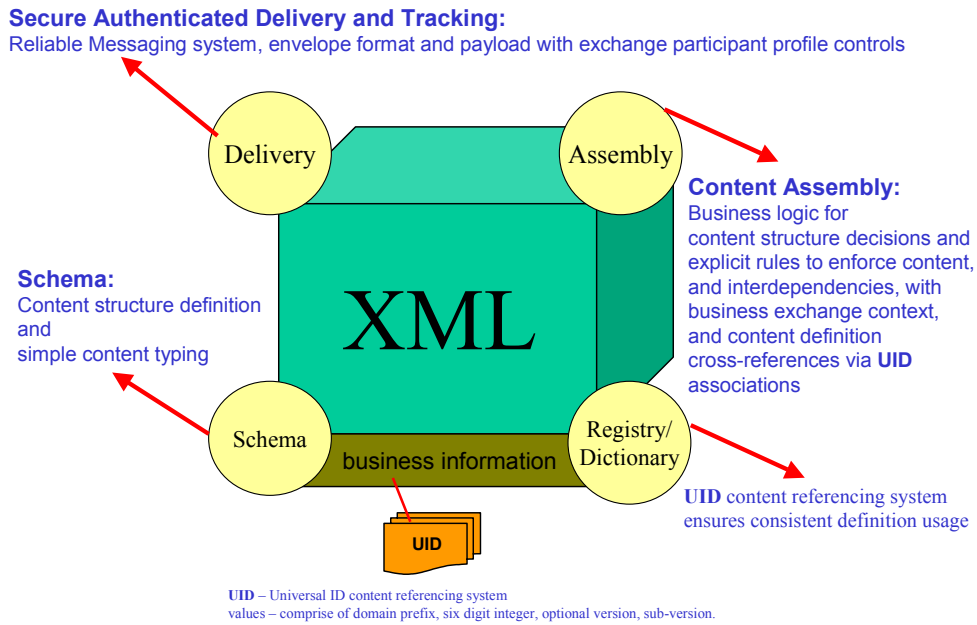 Secure Authenticated Delivery and Tracking:
Reliable Messaging system, envelope format and payload with exchange participant profile controls
Delivery
Assembly
Content Assembly:
Business logic for
content structure decisions and
explicit rules to enforce content,
and interdependencies, with
business exchange context,
and content definition
cross-references via UID
associations
Schema:
Content structure definition
and
simple content typing
XML
Schema
business information
Registry/
Dictionary
UID content referencing system
ensures consistent definition usage
UID
UID – Universal ID content referencing system
values – comprise of domain prefix, six digit integer, optional version, sub-version.